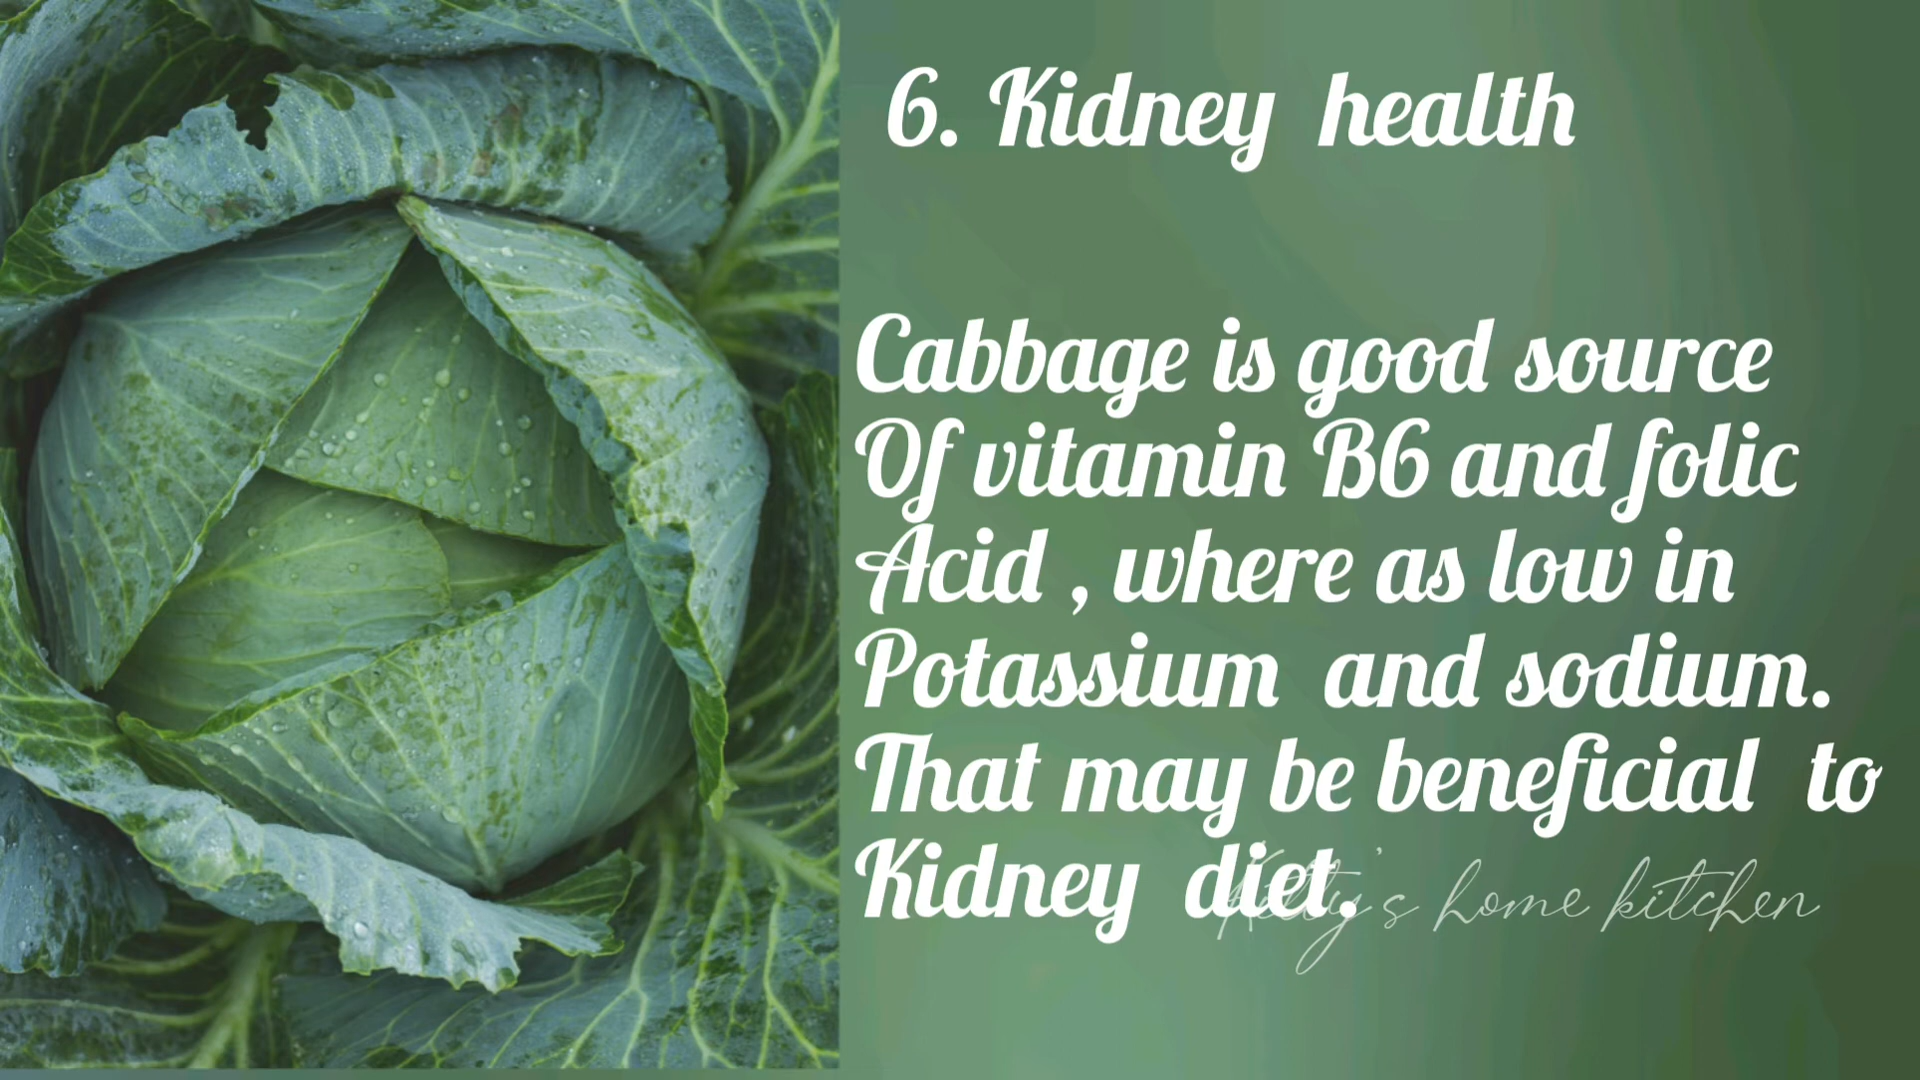 6. Kidney health
Cabbage is good source
Of vitamin B6 and folic
Acid , where as low in
Potassium and sodium.
That may be beneficial to
Kidney diet.
home kitchen